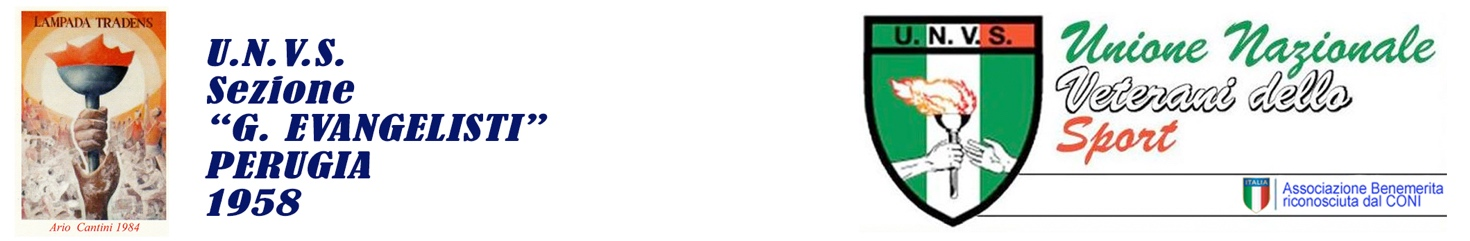 LAMPADA TRADENS
Ario Cantini 1984
U.N.V.S.
Sezione
“G. EVANGELISTI”
PERUGIA
1958
U. N. V. S.
Unione Nazionale
Veterani dello
Sport
ITALIA
Associazione Benemerita
riconosciuta dal CONI